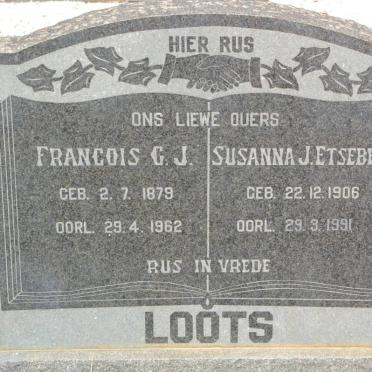 HIER RUS
ONS LIEWE OUERS
FRANCOIS G. J. SUSANNA J. ETSEBE
GEB. 2. 7. 1879 GEB. 22. 12. 1906
OORL. 29. 4. 1962 OORL. 29. 3. 1991
RUS IN VREDE
LOOTS